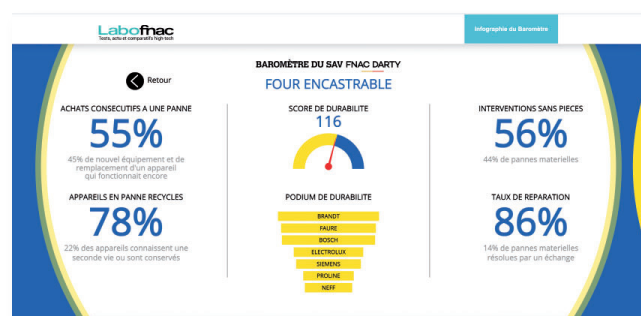 Labofnac
Tests, actu et comparatifs high-tech
Infographie du Baromètre
BAROMÈTRE DU SAV FNAC DARTY
Retour
FOUR ENCASTRABLE
ACHATS CONSECUTIFS A UNE PANNE
55%
45% de nouvel équipement et de
remplacement d'un appareil
qui fonctionnait encore
SCORE DE DURABILITE
116
INTERVENTIONS SANS PIECES
56%
44% de pannes materielles
APPAREILS EN PANNE RECYCLES
78%
22% des appareils connaissent une
seconde vie ou sont conservés
PODIUM DE DURABILITE
BRANDT
FAURE
BOSCH
ELECTROLUX
SIEMENS
PROLINE
NEFF
TAUX DE REPARATION
86%
14% de pannes materielles
résolues par un échange